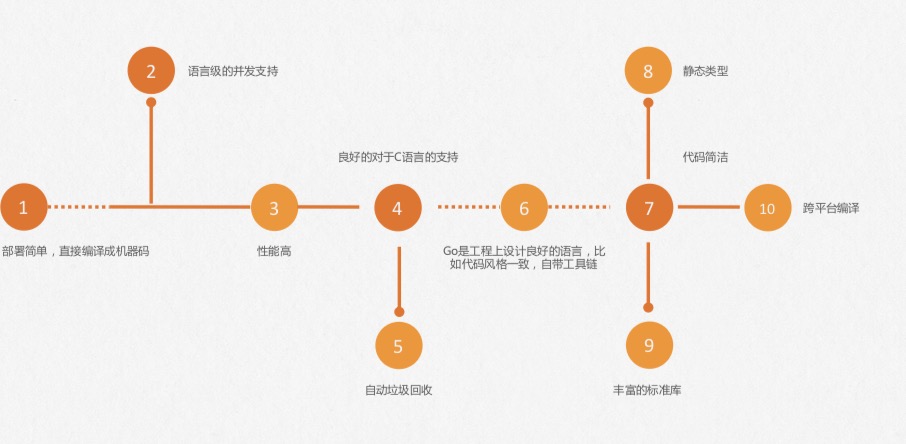 2
语言级的并发支持
8
静态类型
良好的对于C语言的支持
代码简洁
1
3
4
6
7
10
跨平台编译
部署简单，直接编译成机器码
性能高
Go是工程上设计良好的语言，比
如代码风格一致，自带工具链
5
9
自动垃圾回收
丰富的标准库